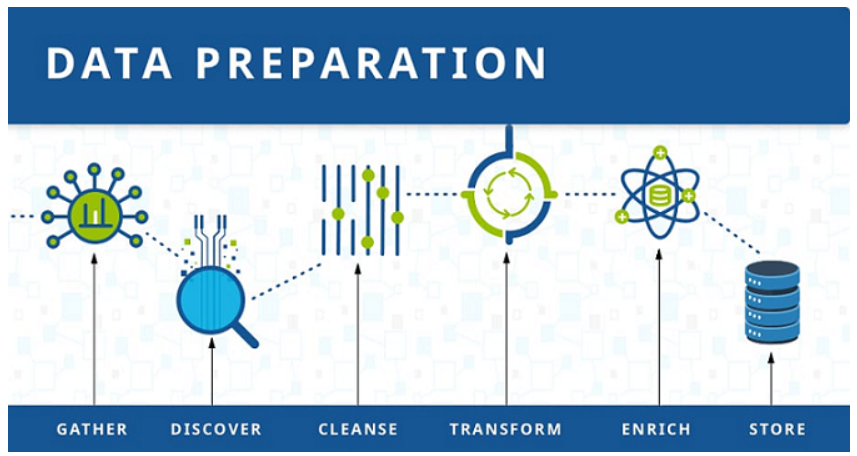 DATA PREPARATION
GATHER DISCOVER CLEANSE TRANSFORM ENRICH STORE